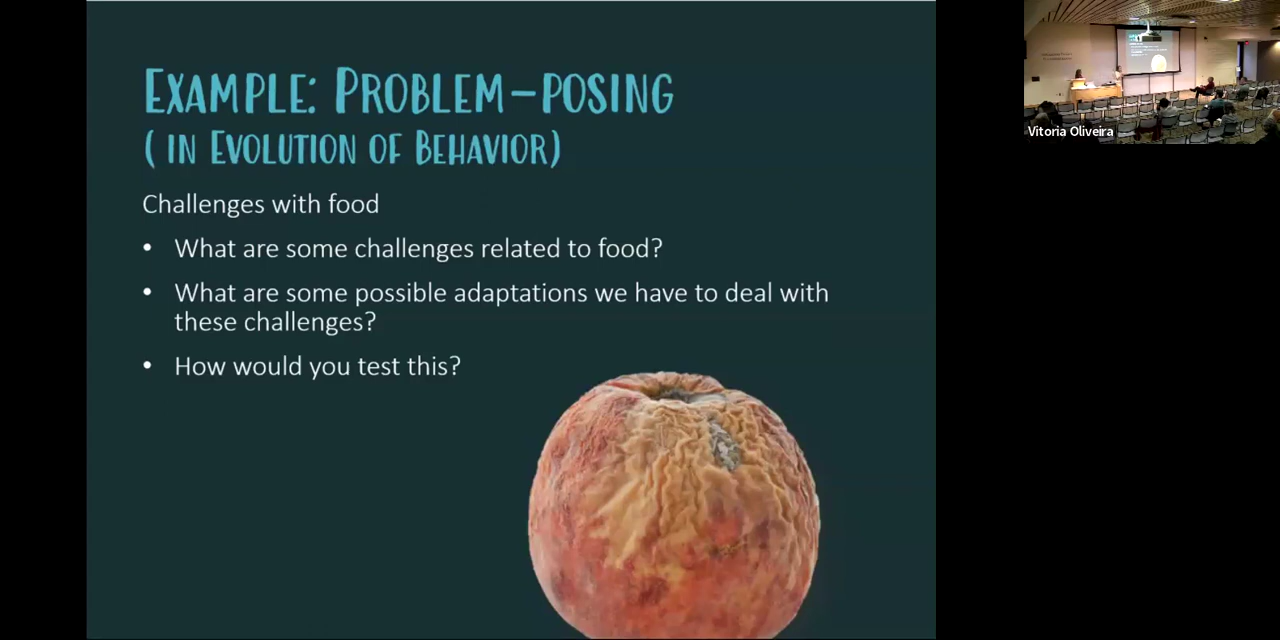 EXAMPLE: PROBLEM-POSING
( IN EVOLUTION OF BEHAVIOR)
Challenges with food
• What are some challenges related to food?
• What are some possible adaptations we have to deal with
these challenges?
• How would you test this?
Vitoria Oliveira